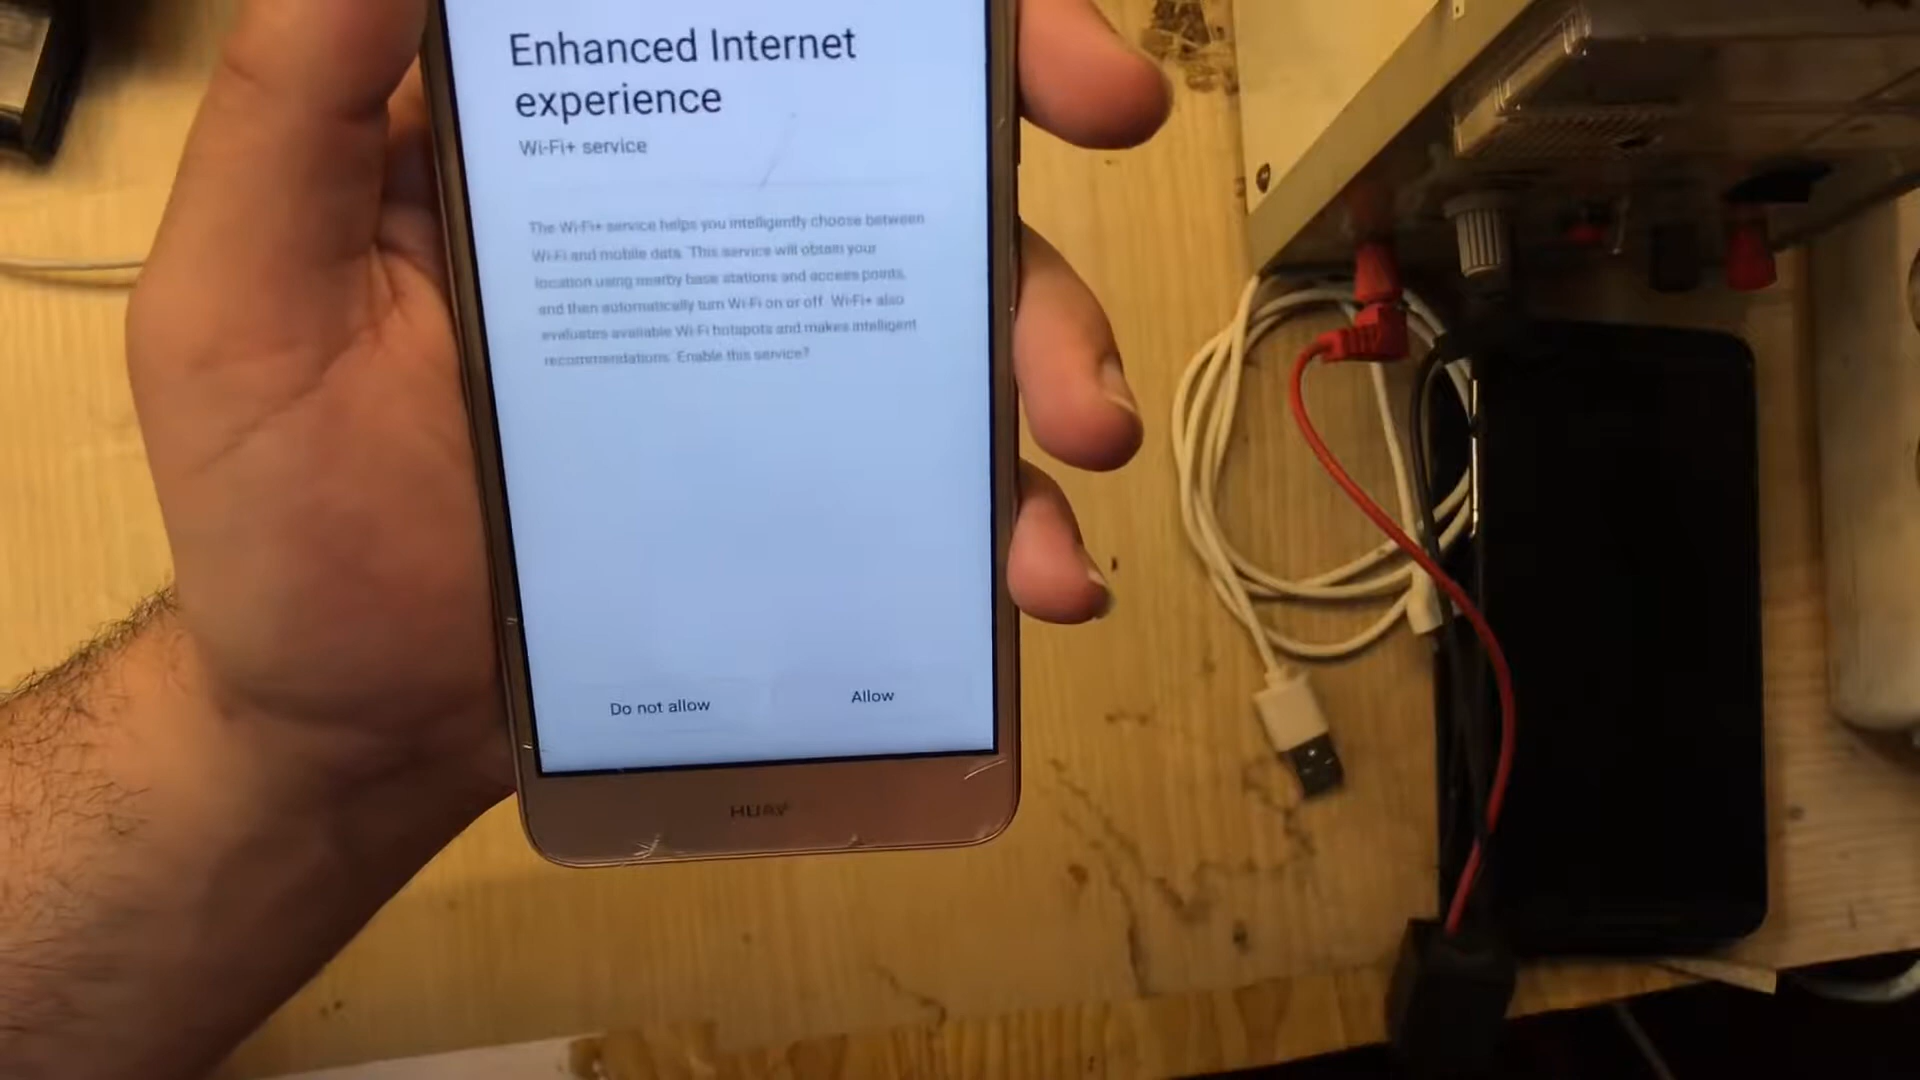 Enhanced Internet
experience
Wi-Fi+ service
The Wi-Fi+ service helps you intelligently choose between
Wi-Fi and mobile data. This service will obtain your
location using nearby base stations and access points,
and then automatically turn Wi-Fi on or off. Wi-Fi+ also
evaluates available Wi-Fi hotspots and makes intelligent
recommendations. Enable this service?
Do not allow
Allow
HUAV